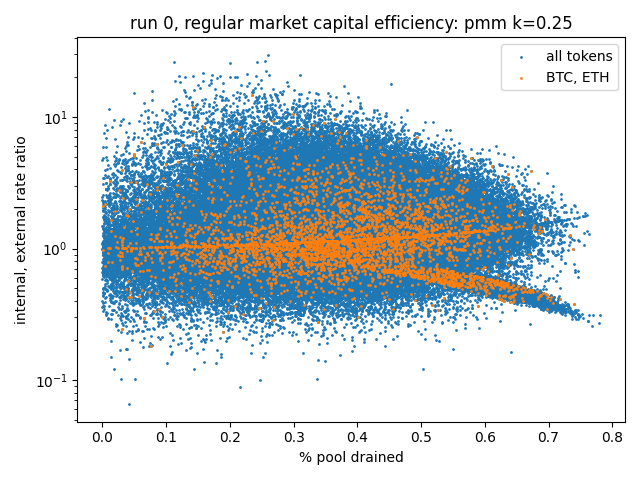 run 0, regular market capital efficiency: pmm k=0.25
all tokens
BTC, ETH
internal, external rate ratio
10¹
10⁰
10⁻¹
0.0 0.1 0.2 0.3 0.4 0.5 0.6 0.7 0.8
% pool drained